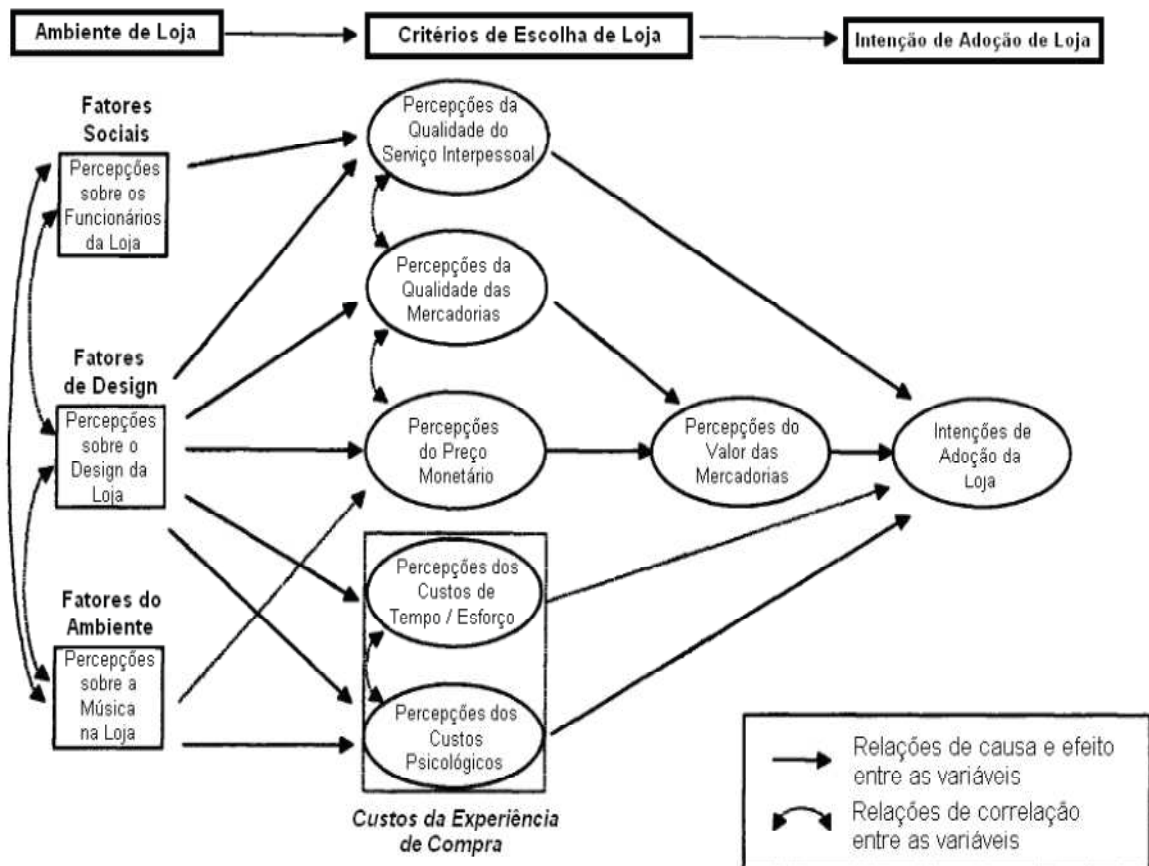 Ambiente de Loja
Critérios de Escolha de Loja
Intenção de Adoção de Loja
Fatores
Sociais
Percepções
sobre os
Funcionários
da Loja
Fatores
de Design
Percepções
sobre o
Design da
Loja
Fatores do
Ambiente
Percepções
sobre a
Música
na Loja
Percepções da
Qualidade do
Serviço Interpessoal
Percepções da
Qualidade das
Mercadorias
Percepções
do Preço
Monetário
Percepções dos
Custos de
Tempo / Esforço
Percepções dos
Custos
Psicológicos
Custos da Experiência
de Compra
Percepções do
Valor das
Mercadorias
Intenções de
Adoção da
Loja
Relações de causa e efeito
entre as variáveis
Relações de correlação
entre as variáveis